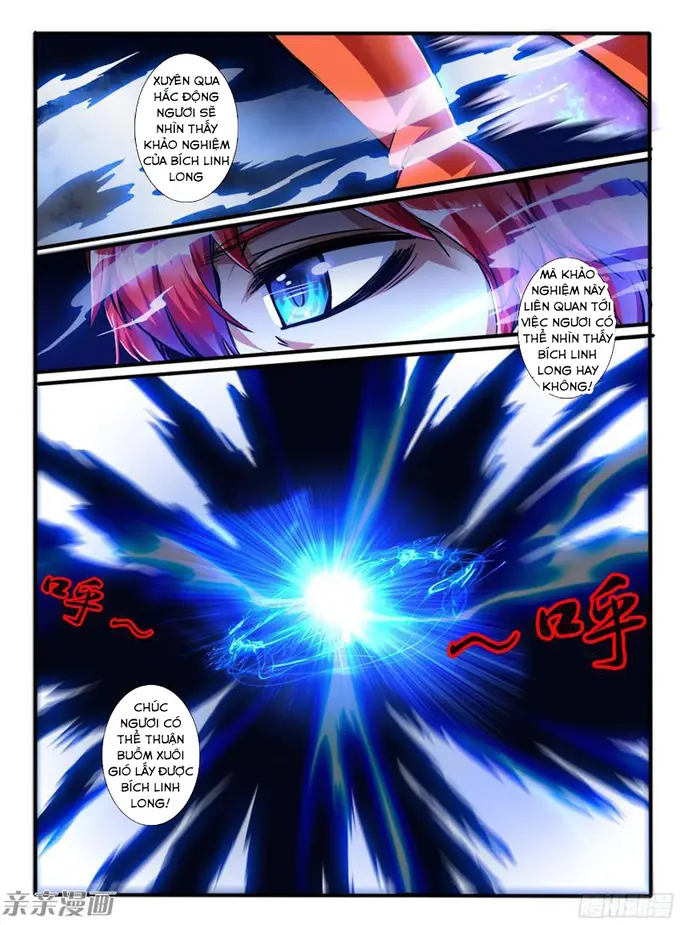 XUYÊN QUA
HẮC ĐỘNG
NGƯƠI SẼ
NHÌN THẤY
KHẢO NGHIỆM
CỦA BÍCH LINH
LONG
MÀ KHẢO
NGHIỆM NÀY
LIÊN QUAN TỚI
VIỆC NGƯƠI CÓ
THỂ NHÌN THẤY
BÍCH LINH
LONG HAY
KHÔNG!
呼~
~呼
CHÚC
NGƯƠI CÓ
THỂ THUẬN
BUỒM XUÔI
GIÓ LẤY ĐƯỢC
BÍCH LINH
LONG!
亲亲漫画